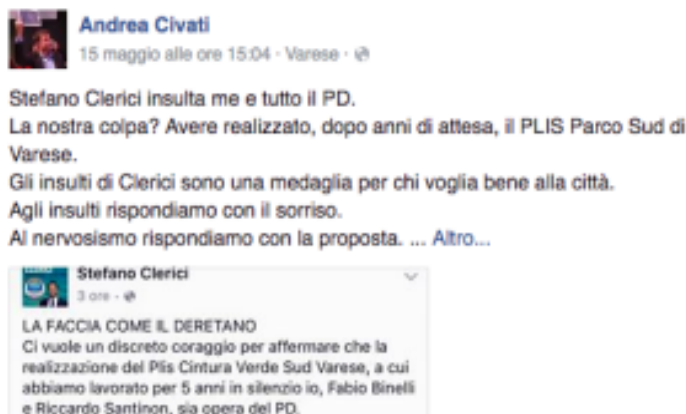 Andrea Civati
15 maggio alle ore 15:04 · Varese ·
Stefano Clerici insulta me e tutto il PD.
La nostra colpa? Avere realizzato, dopo anni di attesa, il PLIS Parco Sud di
Varese.
Gli insulti di Clerici sono una medaglia per chi voglia bene alla città.
Agli insulti rispondiamo con il sorriso.
Al nervosismo rispondiamo con la proposta. ... Altro...
Stefano Clerici
3 ore ·
LA FACCIA COME IL DERETANO
Ci vuole un discreto coraggio per affermare che la
realizzazione del Plis Cintura Verde Sud Varese, a cui
abbiamo lavorato per 5 anni in silenzio io, Fabio Binelli
e Riccardo Santinon, sia opera del PD.